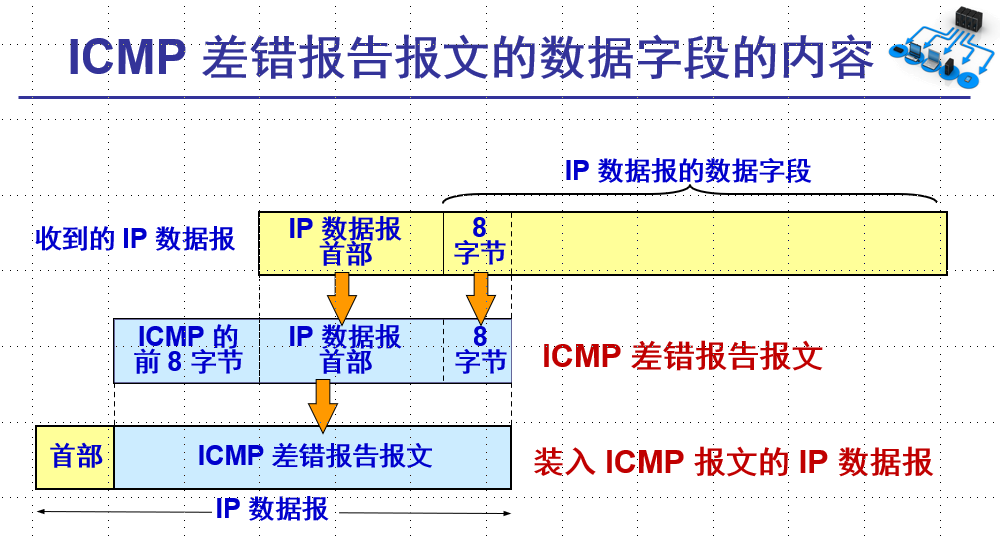 ICMP 差错报告报文的数据字段的内容
IP 数据报的数据字段
收到的 IP 数据报
IP 数据报
首部
8
字节
ICMP 的
前 8 字节
IP 数据报
首部
8
字节
ICMP 差错报告报文
首部
ICMP 差错报告报文
装入 ICMP 报文的 IP 数据报
IP 数据报